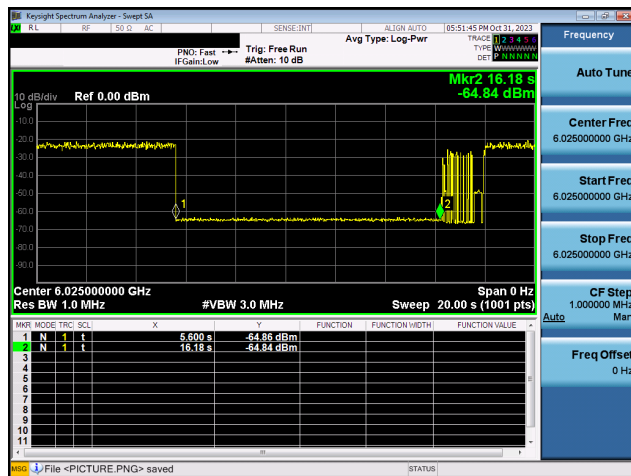 Keysight Spectrum Analyzer - Swept SA
RL RF 50 Ω AC SENSE:INT ALIGN AUTO 05:51:45 PM Oct 31, 2023
Avg Type: Log-Pwr TRACE 1 2 3 4 5 6
PNO: Fast Trig: Free Run TYPE WWWWWW
IFGain:Low #Atten: 10 dB DET P N N N N N
Frequency
Auto Tune
Mkr2 16.18 s
10 dB/div Ref 0.00 dBm -64.84 dBm
Log
-10.0
-20.0
-30.0
-40.0
-50.0
-60.0
-70.0
-80.0
-90.0
1
2
Center Freq
6.025000000 GHz
Start Freq
6.025000000 GHz
Stop Freq
6.025000000 GHz
CF Step
1.000000 MHz
Auto Man
Freq Offset
0 Hz
Center 6.025000000 GHz Span 0 Hz
Res BW 1.0 MHz #VBW 3.0 MHz Sweep 20.00 s (1001 pts)
MKR MODE TRC SCL X Y FUNCTION FUNCTION WIDTH FUNCTION VALUE
1 N 1 t 5.600 s -64.86 dBm
2 N 1 t 16.18 s -64.84 dBm
3
4
5
6
7
8
9
10
11
MSG File <PICTURE.PNG> saved STATUS